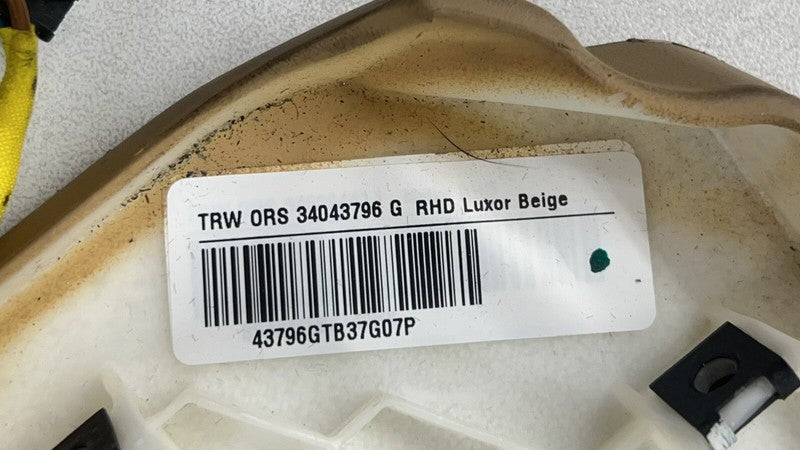 TRW ORS 34043796 G RHD Luxor Beige
43796GTB37G07P